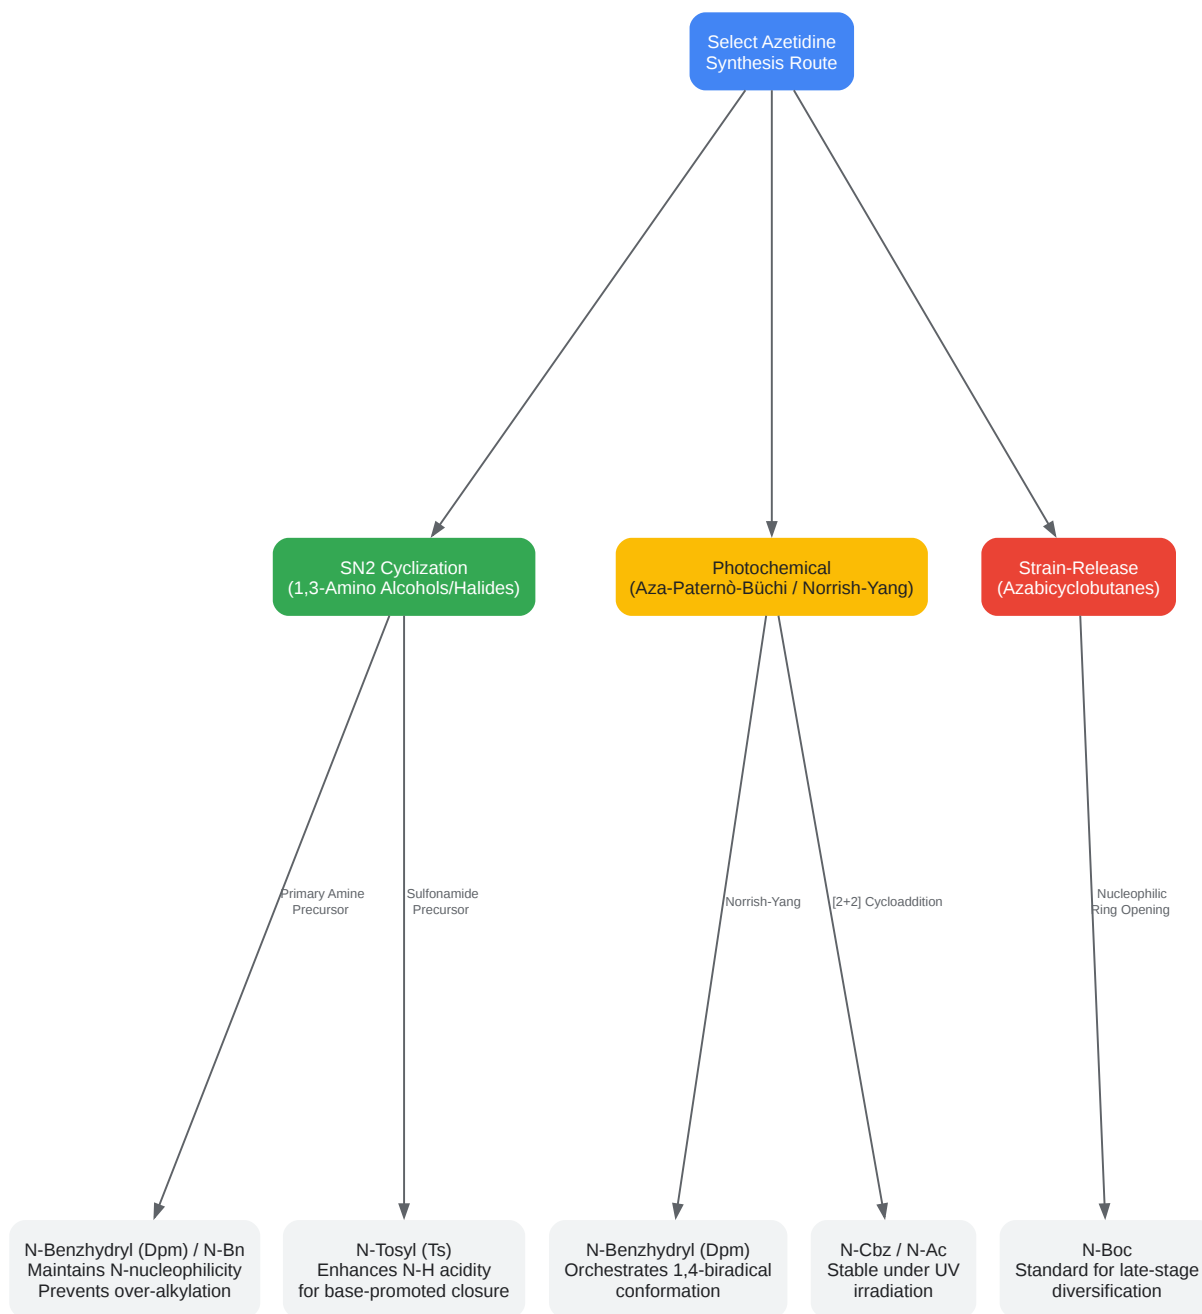 Select Azetidine
Synthesis Route
SN2 Cyclization
(1,3-Amino Alcohols/Halides)
Photochemical
(Aza-Paternò-Büchi / Norrish-Yang)
Strain-Release
(Azabicyclobutanes)
Primary Amine
Precursor
Sulfonamide
Precursor
Norrish-Yang
[2+2] Cycloaddition
Nucleophilic
Ring Opening
N-Benzhydryl (Dpm) / N-Bn
Maintains N-nucleophilicity
Prevents over-alkylation
N-Tosyl (Ts)
Enhances N-H acidity
for base-promoted closure
N-Benzhydryl (Dpm)
Orchestrates 1,4-biradical
conformation
N-Cbz / N-Ac
Stable under UV
irradiation
N-Boc
Standard for late-stage
diversification